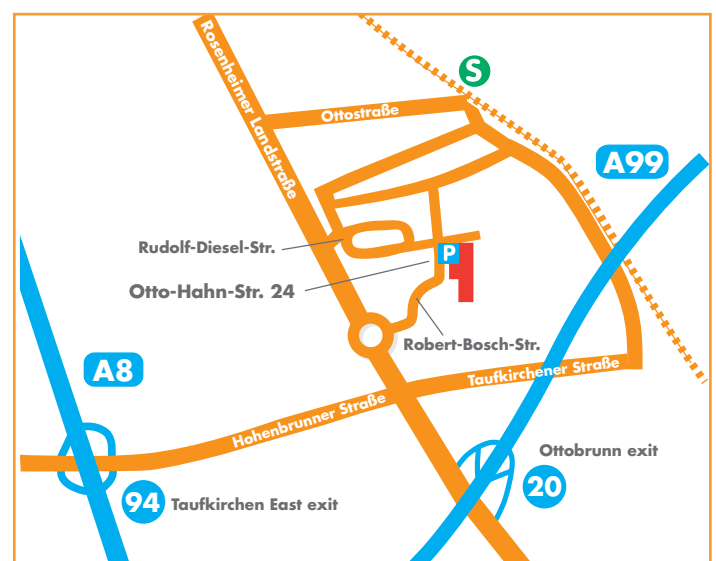 S
Rosenheimer Landstraße
Ottostraße
A99
Rudolf-Diesel-Str.
P
Otto-Hahn-Str. 24
Robert-Bosch-Str.
A8
Taufkirchener Straße
Hohenbrunner Straße
Ottobrunn exit
20
94
Taufkirchen East exit